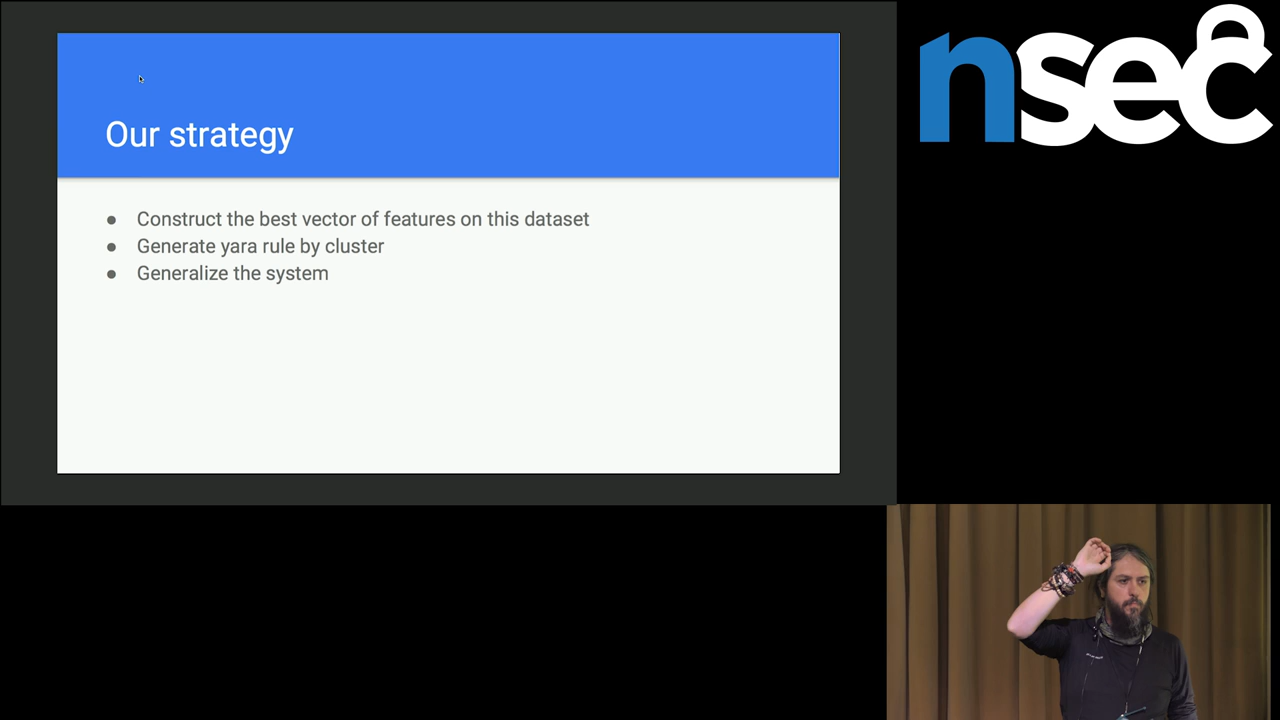 nsec
Our strategy
● Construct the best vector of features on this dataset
● Generate yara rule by cluster
● Generalize the system